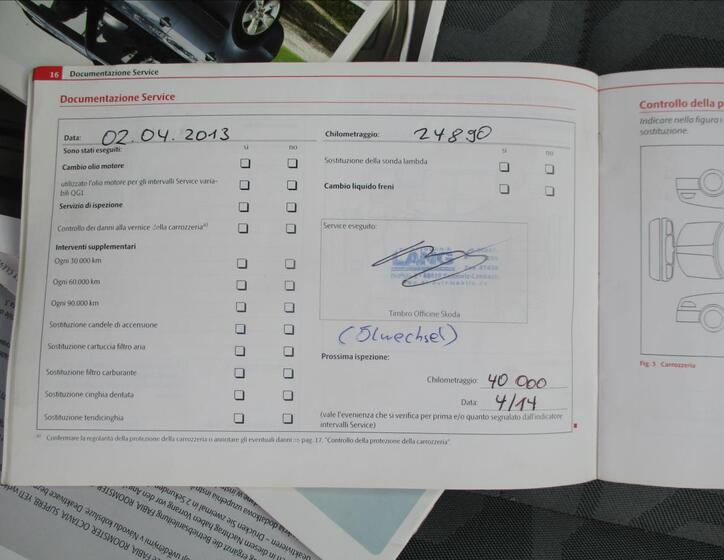 16 Documentazione Service
Documentazione Service
Data: 02.04.2013
Sono stati eseguiti: si no
Cambio olio motore
utilizzato l'olio motore per gli intervalli Service varia-
bili QG1
Servizio di ispezione
Controllo dei danni alla vernice della carrozzeria a)
Interventi supplementari
Ogni 30.000 km
Ogni 60.000 km
Ogni 90.000 km
Sostituzione candele di accensione
Sostituzione cartuccia filtro aria
Sostituzione filtro carburante
Sostituzione cinghia dentata
Sostituzione tendicinghia
Chilometraggio: 24890
si no
Sostituzione della sonda lambda
Cambio liquido freni
Service eseguito:
LANG
Timbro Officine Skoda
(Ölwechsel)
Prossima ispezione:
Chilometraggio: 40 000
Data: 4/14
(vale l'evenienza che si verifica per prima e/o quanto segnalato dall'indicatore
intervalli Service)
a) Confermare la regolarità della protezione della carrozzeria o annotare gli eventuali danni ⇒ pag. 17, "Controllo della protezione della carrozzeria".
Controllo della p
Indicare nella figura i
sostituzione.
Fig. 3 Carrozzeria